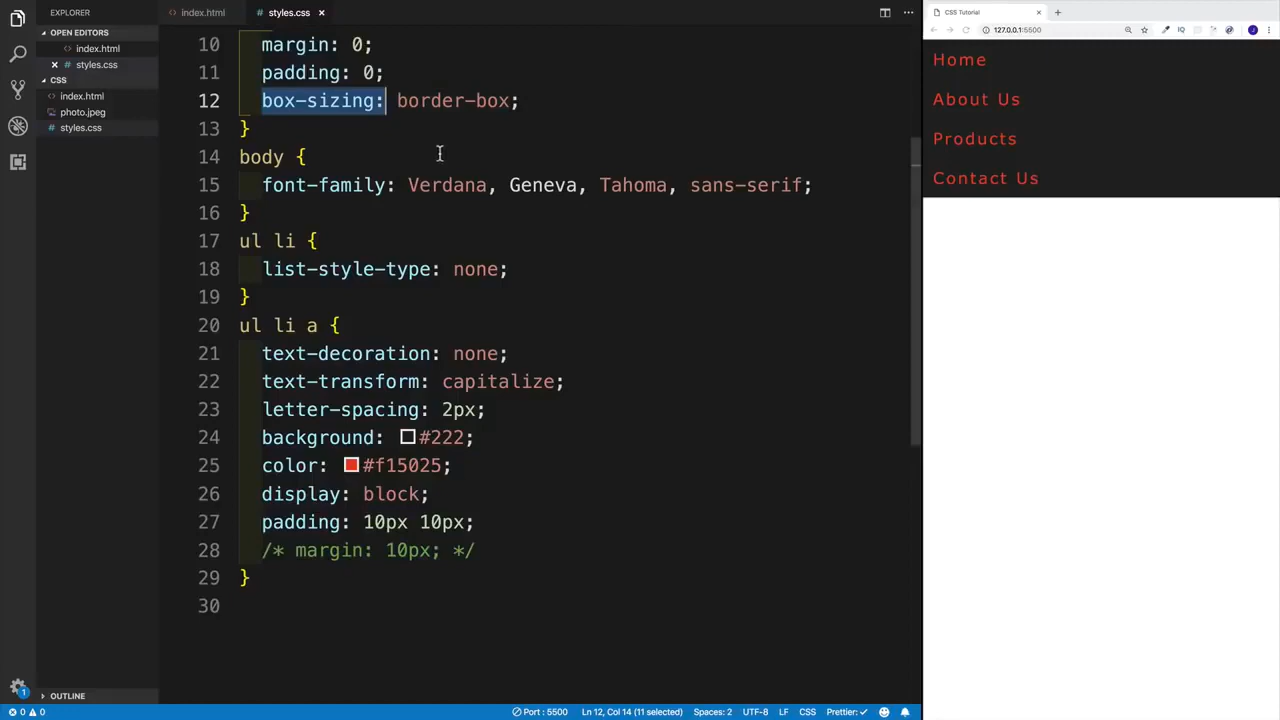 EXPLORER
OPEN EDITORS
index.html
styles.css
CSS
index.html
photo.jpeg
styles.css
OUTLINE
index.html
styles.css
10 margin: 0;
11 padding: 0;
12 box-sizing: border-box;
13 }
14 body {
15 font-family: Verdana, Geneva, Tahoma, sans-serif;
16 }
17 ul li {
18 list-style-type: none;
19 }
20 ul li a {
21 text-decoration: none;
22 text-transform: capitalize;
23 letter-spacing: 2px;
24 background: #222;
25 color: #f15025;
26 display: block;
27 padding: 10px 10px;
28 /* margin: 10px; */
29 }
30
CSS Tutorial
127.0.0.1:5500
IQ
J
Home
About Us
Products
Contact Us
1
0 0 Port : 5500 Ln 12, Col 14 (11 selected) Spaces: 2 UTF-8 LF CSS Prettier: ✓